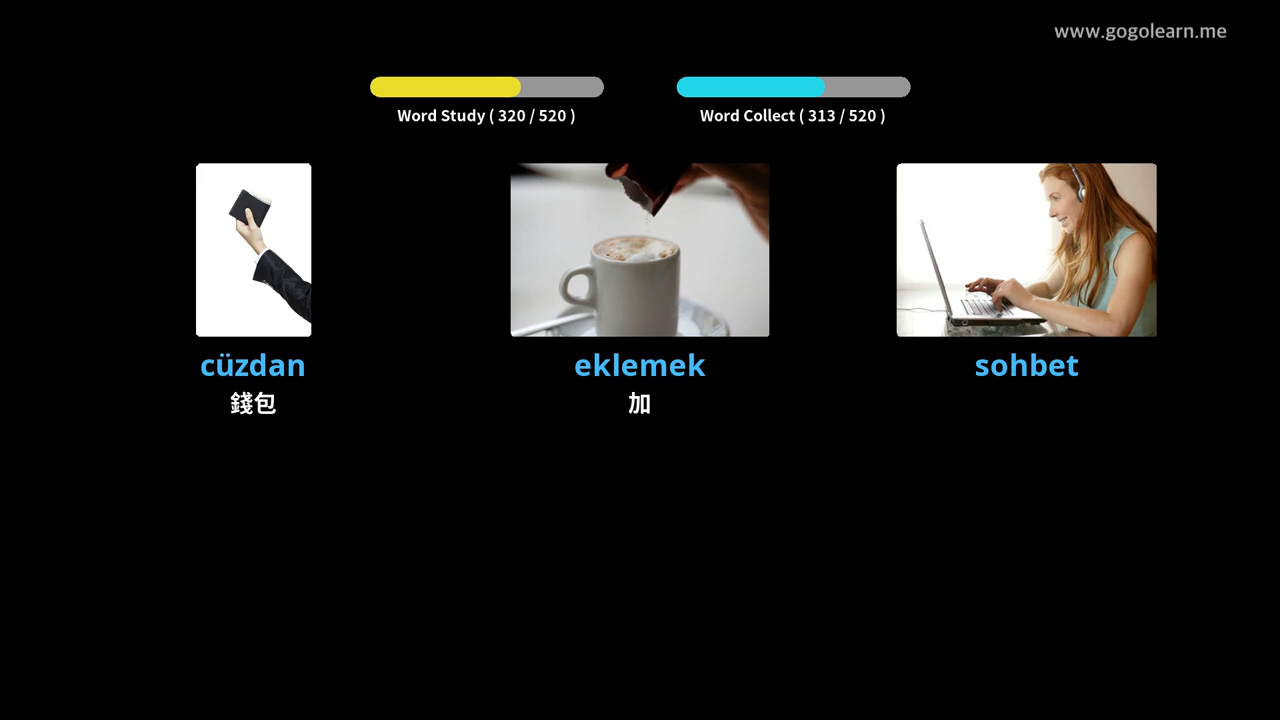 www.gogolearn.me
Word Study ( 320 / 520 )
Word Collect ( 313 / 520 )
cüzdan
錢包
eklemek
加
sohbet